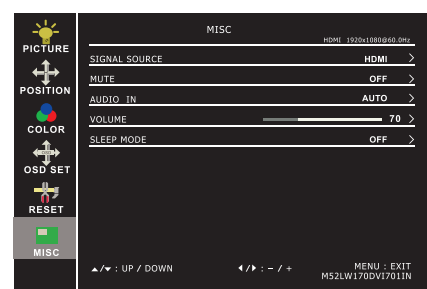 MISC
HDMI 1920x1080@60.0Hz
PICTURE
POSITION
COLOR
OSD
OSD SET
RESET
MISC
SIGNAL SOURCE HDMI >
MUTE OFF >
AUDIO IN AUTO >
VOLUME 70 >
SLEEP MODE OFF >
▲/▼ : UP / DOWN ◀/▶ : – / + MENU : EXIT
M52LW170DVI701IN